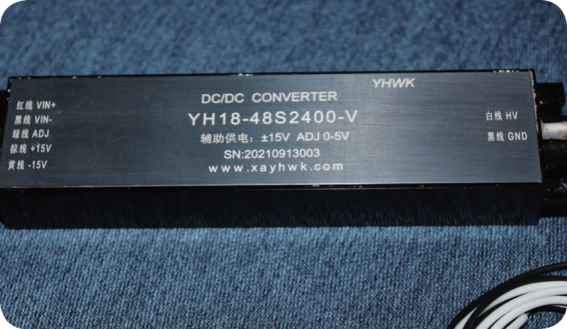 YHWK
DC/DC CONVERTER
YH18-48S2400-V
辅助供电：±15V ADJ 0-5V
SN:20210913003
www.xayhwk.com
红线 VIN+
黑线 VIN-
绿线 ADJ
棕线 +15V
黄线 -15V
白线 HV
黑线 GND